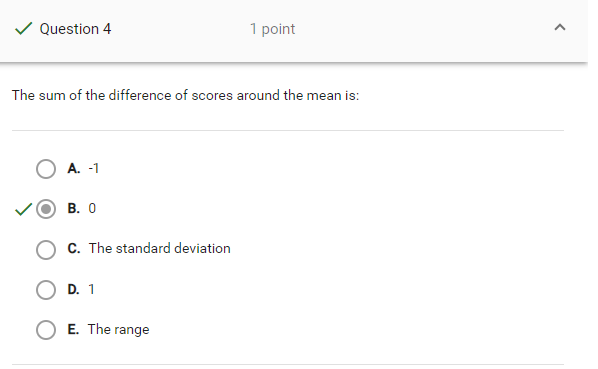 Question 4 1 point
The sum of the difference of scores around the mean is:
A. -1
B. 0
C. The standard deviation
D. 1
E. The range